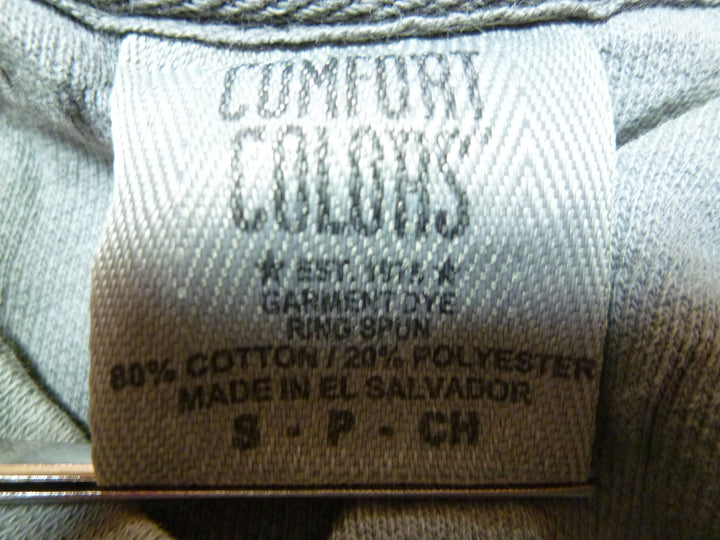 COMFORT
COLORS®
★ EST. 1975 ★
GARMENT DYE
RING SPUN
80% COTTON / 20% POLYESTER
MADE IN EL SALVADOR
S - P - CH